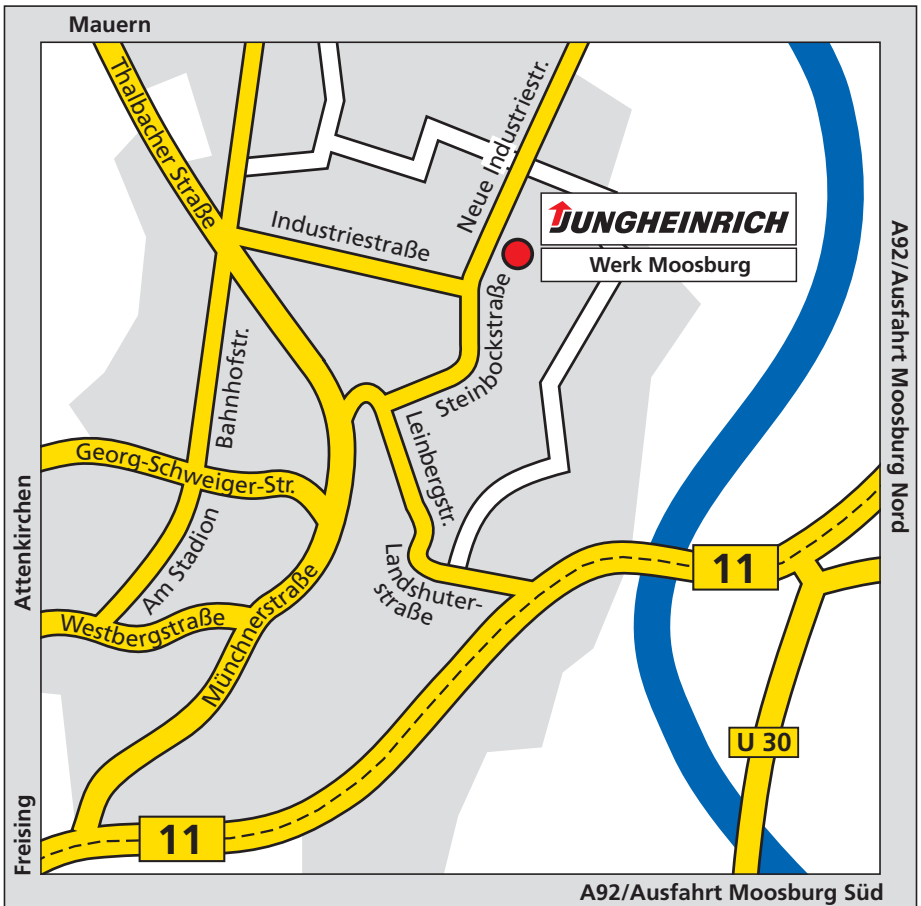 Mauern
Thalbacher Straße
Neue Industriestr.
Industriestraße
JUNGHEINRICH
Werk Moosburg
A92/Ausfahrt Moosburg Nord
Steinbockstraße
Bahnhofstr.
Leinbergstr.
Georg-Schweiger-Str.
Attenkirchen
Am Stadion
Landshuter-
straße
11
Westbergstraße
Münchnerstraße
U 30
Freising
11
A92/Ausfahrt Moosburg Süd